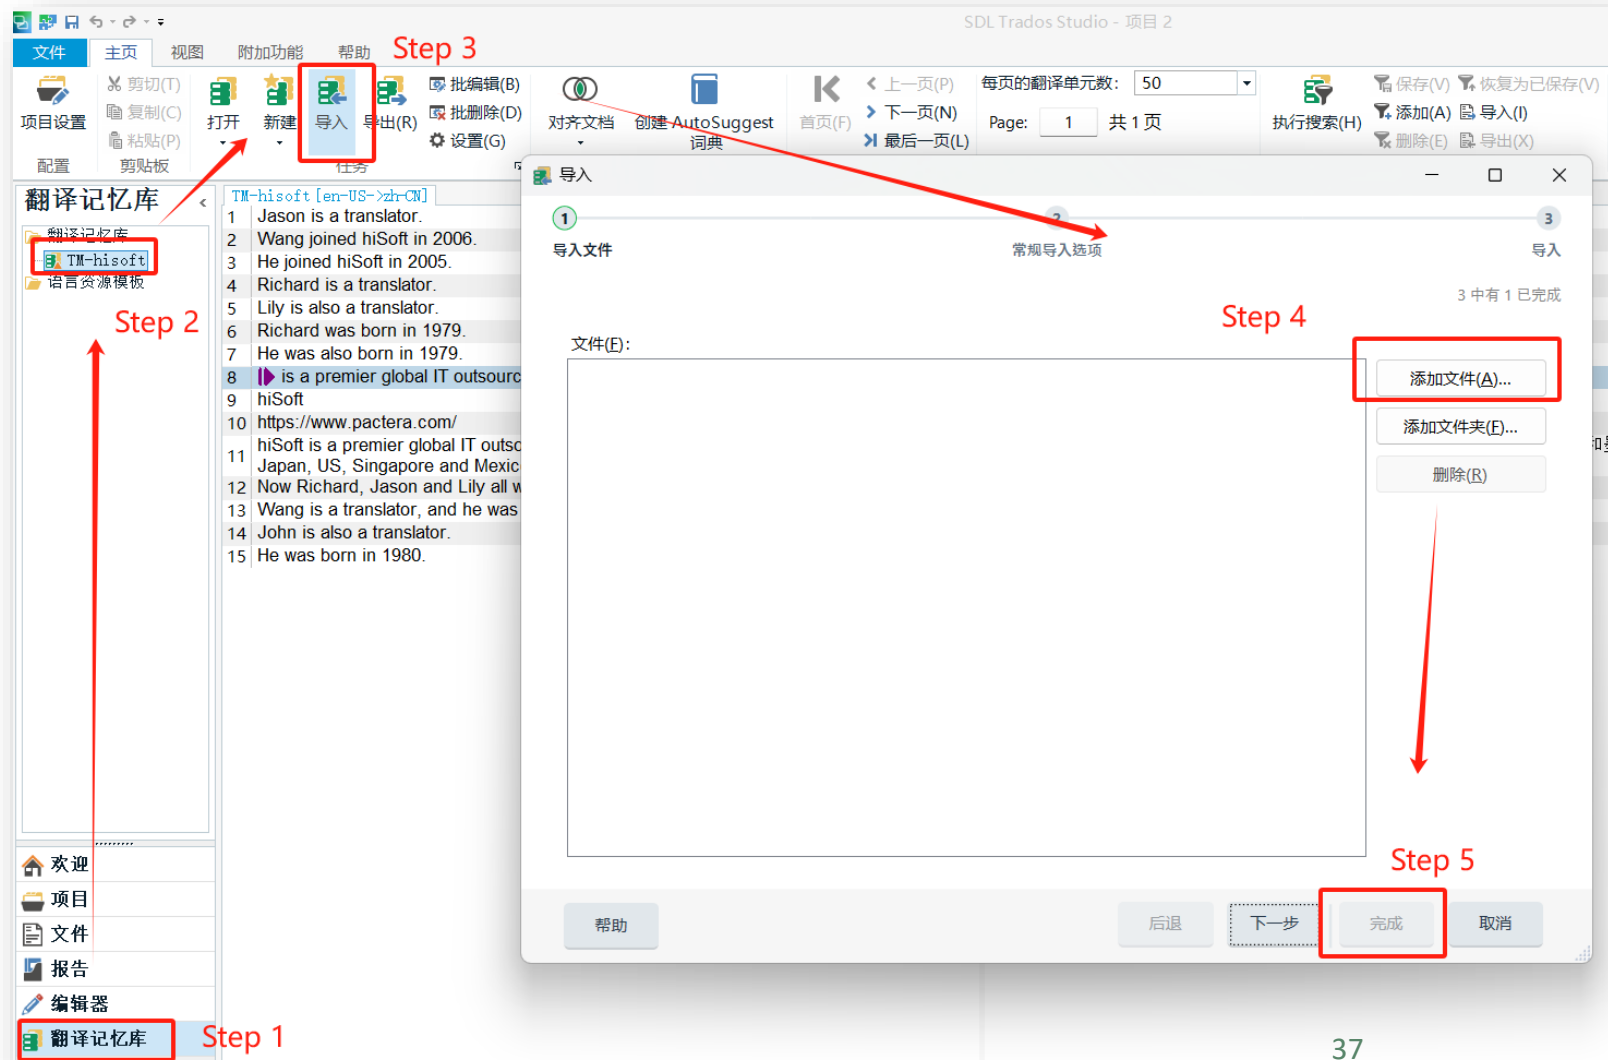 SDL Trados Studio - 项目 2
文件 主页 视图 附加功能 帮助 Step 3
项目设置
剪切(T)
复制(C)
粘贴(P)
打开 新建 导入 导出(R)
批编辑(B)
批删除(D)
设置(G)
对齐文档
创建 AutoSuggest
词典
首页(F)
上一页(P)
下一页(N)
最后一页(L)
每页的翻译单元数: 50
Page: 1 共 1 页
执行搜索(H)
保存(V) 恢复为已保存(V)
添加(A) 导入(I)
删除(E) 导出(X)
配置 剪贴板 任务
翻译记忆库
翻译记忆库
TM-hisoft
语言资源模板
Step 2
TM-hisoft[en-US->zh-CN]
1 Jason is a translator.
2 Wang joined hiSoft in 2006.
3 He joined hiSoft in 2005.
4 Richard is a translator.
5 Lily is also a translator.
6 Richard was born in 1979.
7 He was also born in 1979.
8 is a premier global IT outsourc
9 hiSoft
10 https://www.pactera.com/
11 hiSoft is a premier global IT outso
Japan, US, Singapore and Mexic
12 Now Richard, Jason and Lily all w
13 Wang is a translator, and he was
14 John is also a translator.
15 He was born in 1980.
导入
1 2 3
导入文件 常规导入选项 导入
3 中有 1 已完成
Step 4
文件(F):
添加文件(A)...
添加文件夹(F)...
删除(R)
Step 5
帮助 后退 下一步 完成 取消
欢迎
项目
文件
报告
编辑器
翻译记忆库 Step 1
37